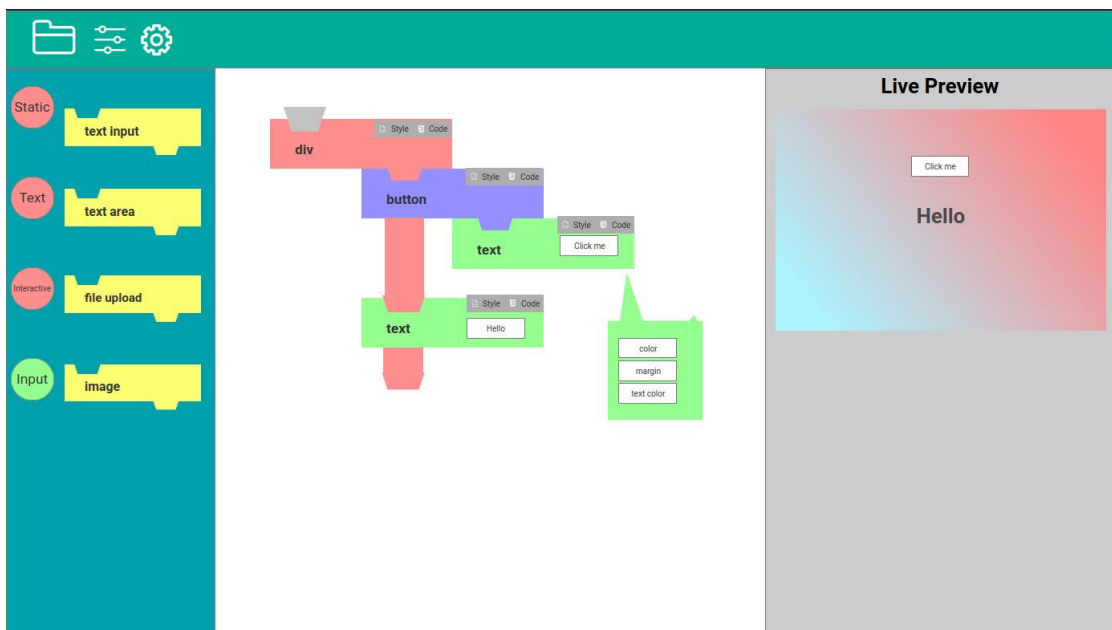 Static
text input
Text
text area
Interactive
file upload
Input
image
Style Code
div
Style Code
button
Style Code
text
Click me
Style Code
text
Hello
color
margin
text color
Live Preview
Click me
Hello